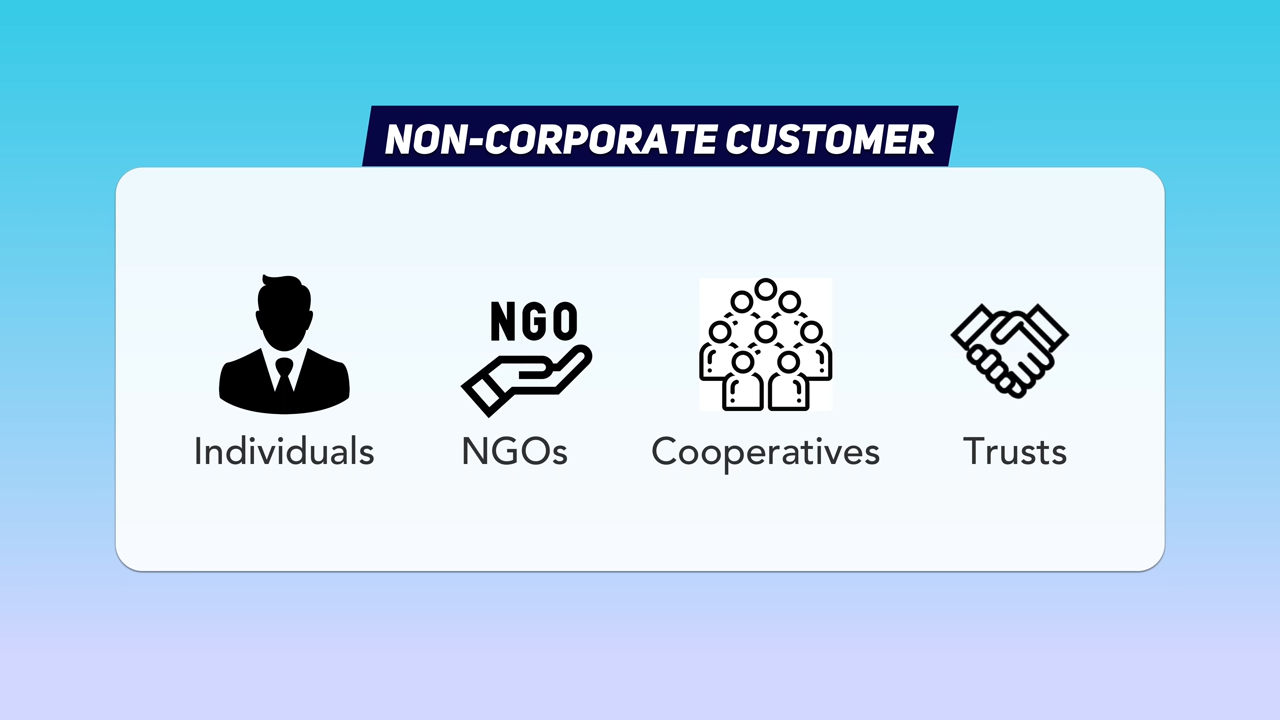 NON-CORPORATE CUSTOMER
NGO
Individuals
NGOs
Cooperatives
Trusts